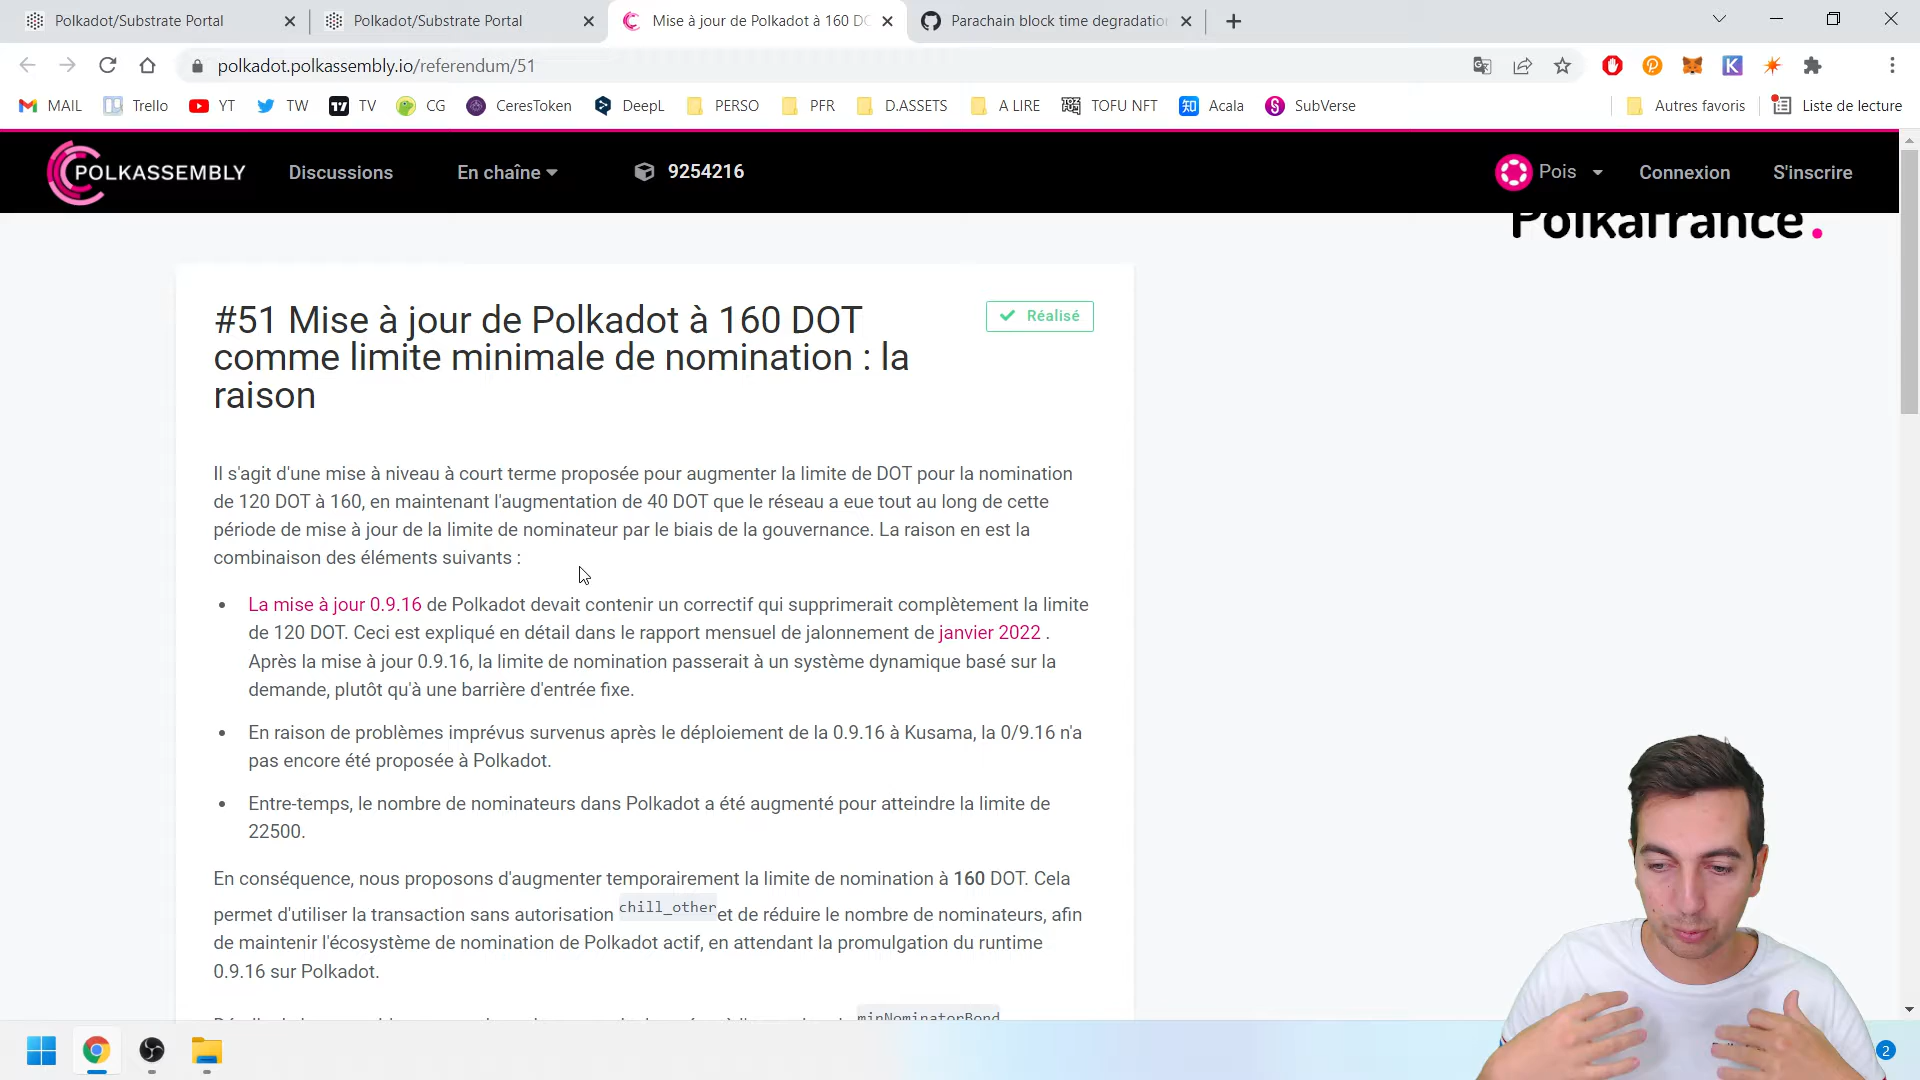 Polkadot/Substrate Portal
Polkadot/Substrate Portal
Mise à jour de Polkadot à 160 DO
Parachain block time degradatio
polkadot.polkassembly.io/referendum/51
MAIL
Trello
YT
TW
TV
CG
CeresToken
DeepL
PERSO
PFR
D.ASSETS
A LIRE
TOFU NFT
Acala
SubVerse
Autres favoris
Liste de lecture
POLKASSEMBLY
Discussions
En chaîne
9254216
Pois
Connexion
S'inscrire
Polkafrance.
#51 Mise à jour de Polkadot à 160 DOT
comme limite minimale de nomination : la
raison
Réalisé
Il s'agit d'une mise à niveau à court terme proposée pour augmenter la limite de DOT pour la nomination
de 120 DOT à 160, en maintenant l'augmentation de 40 DOT que le réseau a eue tout au long de cette
période de mise à jour de la limite de nominateur par le biais de la gouvernance. La raison en est la
combinaison des éléments suivants :
La mise à jour 0.9.16 de Polkadot devait contenir un correctif qui supprimerait complètement la limite
de 120 DOT. Ceci est expliqué en détail dans le rapport mensuel de jalonnement de janvier 2022 .
Après la mise à jour 0.9.16, la limite de nomination passerait à un système dynamique basé sur la
demande, plutôt qu'à une barrière d'entrée fixe.
En raison de problèmes imprévus survenus après le déploiement de la 0.9.16 à Kusama, la 0/9.16 n'a
pas encore été proposée à Polkadot.
Entre-temps, le nombre de nominateurs dans Polkadot a été augmenté pour atteindre la limite de
22500.
En conséquence, nous proposons d'augmenter temporairement la limite de nomination à 160 DOT. Cela
permet d'utiliser la transaction sans autorisation chill_other et de réduire le nombre de nominateurs, afin
de maintenir l'écosystème de nomination de Polkadot actif, en attendant la promulgation du runtime
0.9.16 sur Polkadot.
minNominatorBond
2